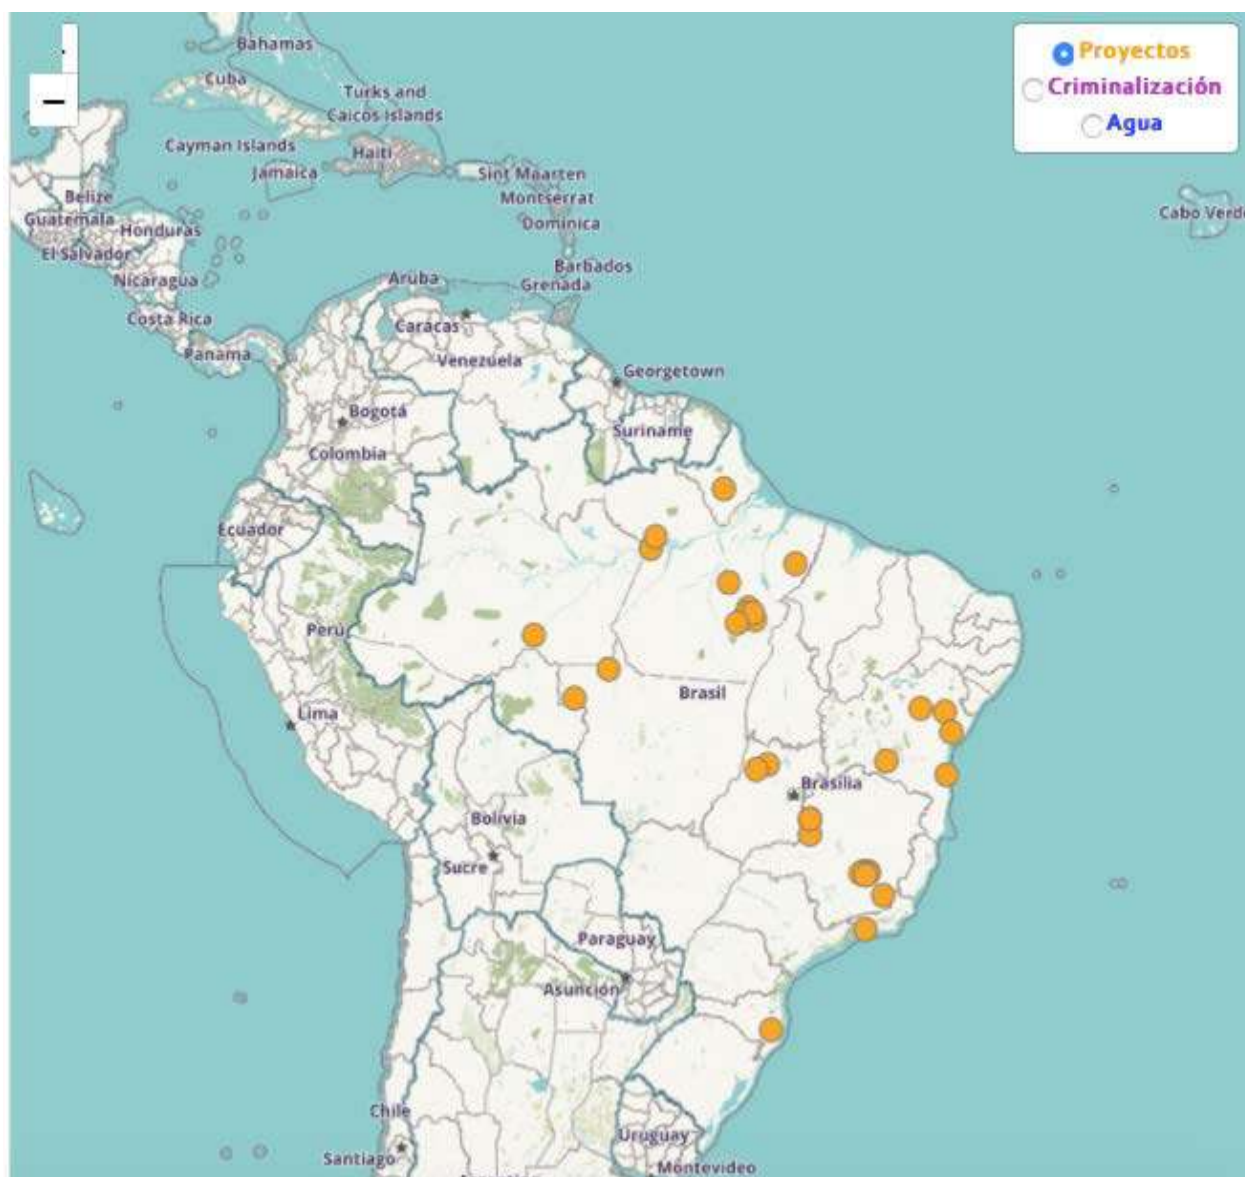 Bahamas
Proyectos
Cuba
Criminalización
Turks and
Caicos Islands
Agua
Cayman Islands
Haiti
Jamaica
Sint Maarten
Belize
Montserrat
Guatemala
Honduras
Dominica
Cabo Verde
El Salvador
Barbados
Nicaragua
Aruba
Grenada
Costa Rica
Caracas
Panama
Venezuela
Georgetown
Bogotá
Suriname
Colombia
Ecuador
Perú
Brasil
Lima
Brasília
Bolivia
Sucre
Paraguay
Asunción
Chile
Uruguay
Santiago
Montevideo